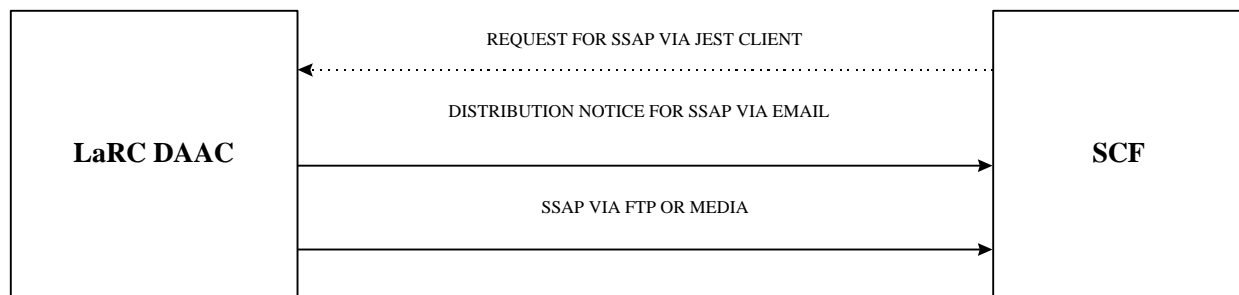 REQUEST FOR SSAP VIA JEST CLIENT
DISTRIBUTION NOTICE FOR SSAP VIA EMAIL
LaRC DAAC
SCF
SSAP VIA FTP OR MEDIA